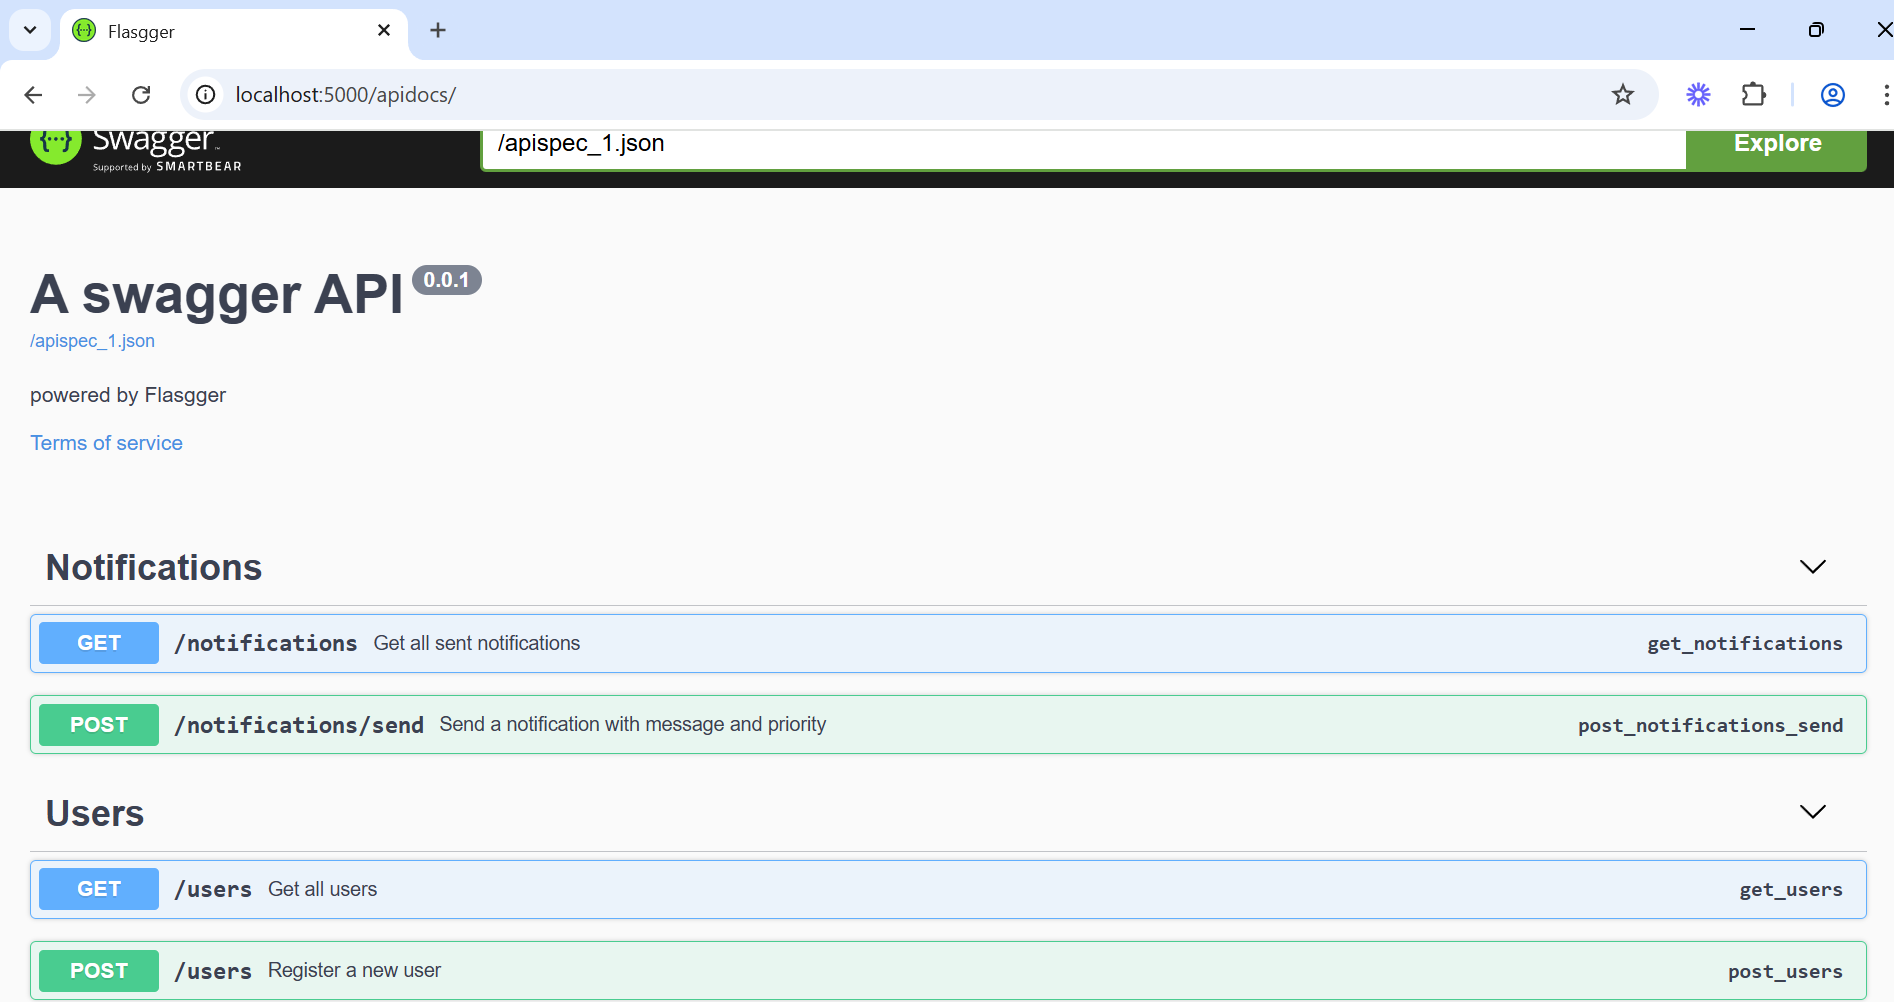 Flasgger
localhost:5000/apidocs/
Swagger™
Supported by SMARTBEAR
/apispec_1.json
Explore
A swagger API 0.0.1
/apispec_1.json
powered by Flasgger
Terms of service
Notifications
GET /notifications Get all sent notifications get_notifications
POST /notifications/send Send a notification with message and priority post_notifications_send
Users
GET /users Get all users get_users
POST /users Register a new user post_users